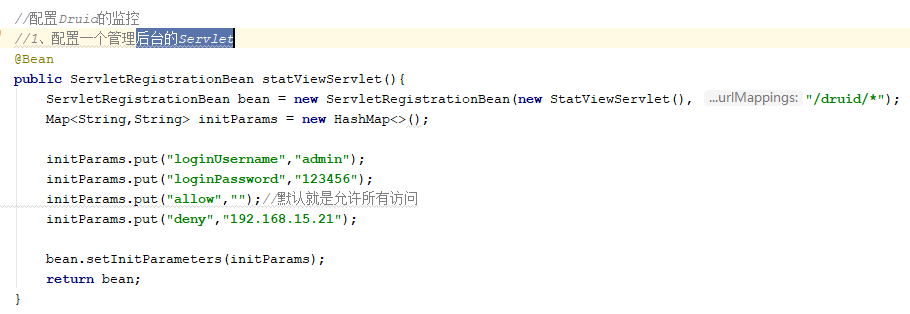 //配置Druid的监控
//1、配置一个管理后台的Servlet
@Bean
public ServletRegistrationBean statViewServlet(){
    ServletRegistrationBean bean = new ServletRegistrationBean(new StatViewServlet(), ...urlMappings: "/druid/*");
    Map<String,String> initParams = new HashMap<>();
    initParams.put("loginUsername","admin");
    initParams.put("loginPassword","123456");
    initParams.put("allow","");//默认就是允许所有访问
    initParams.put("deny","192.168.15.21");
    bean.setInitParameters(initParams);
    return bean;
}